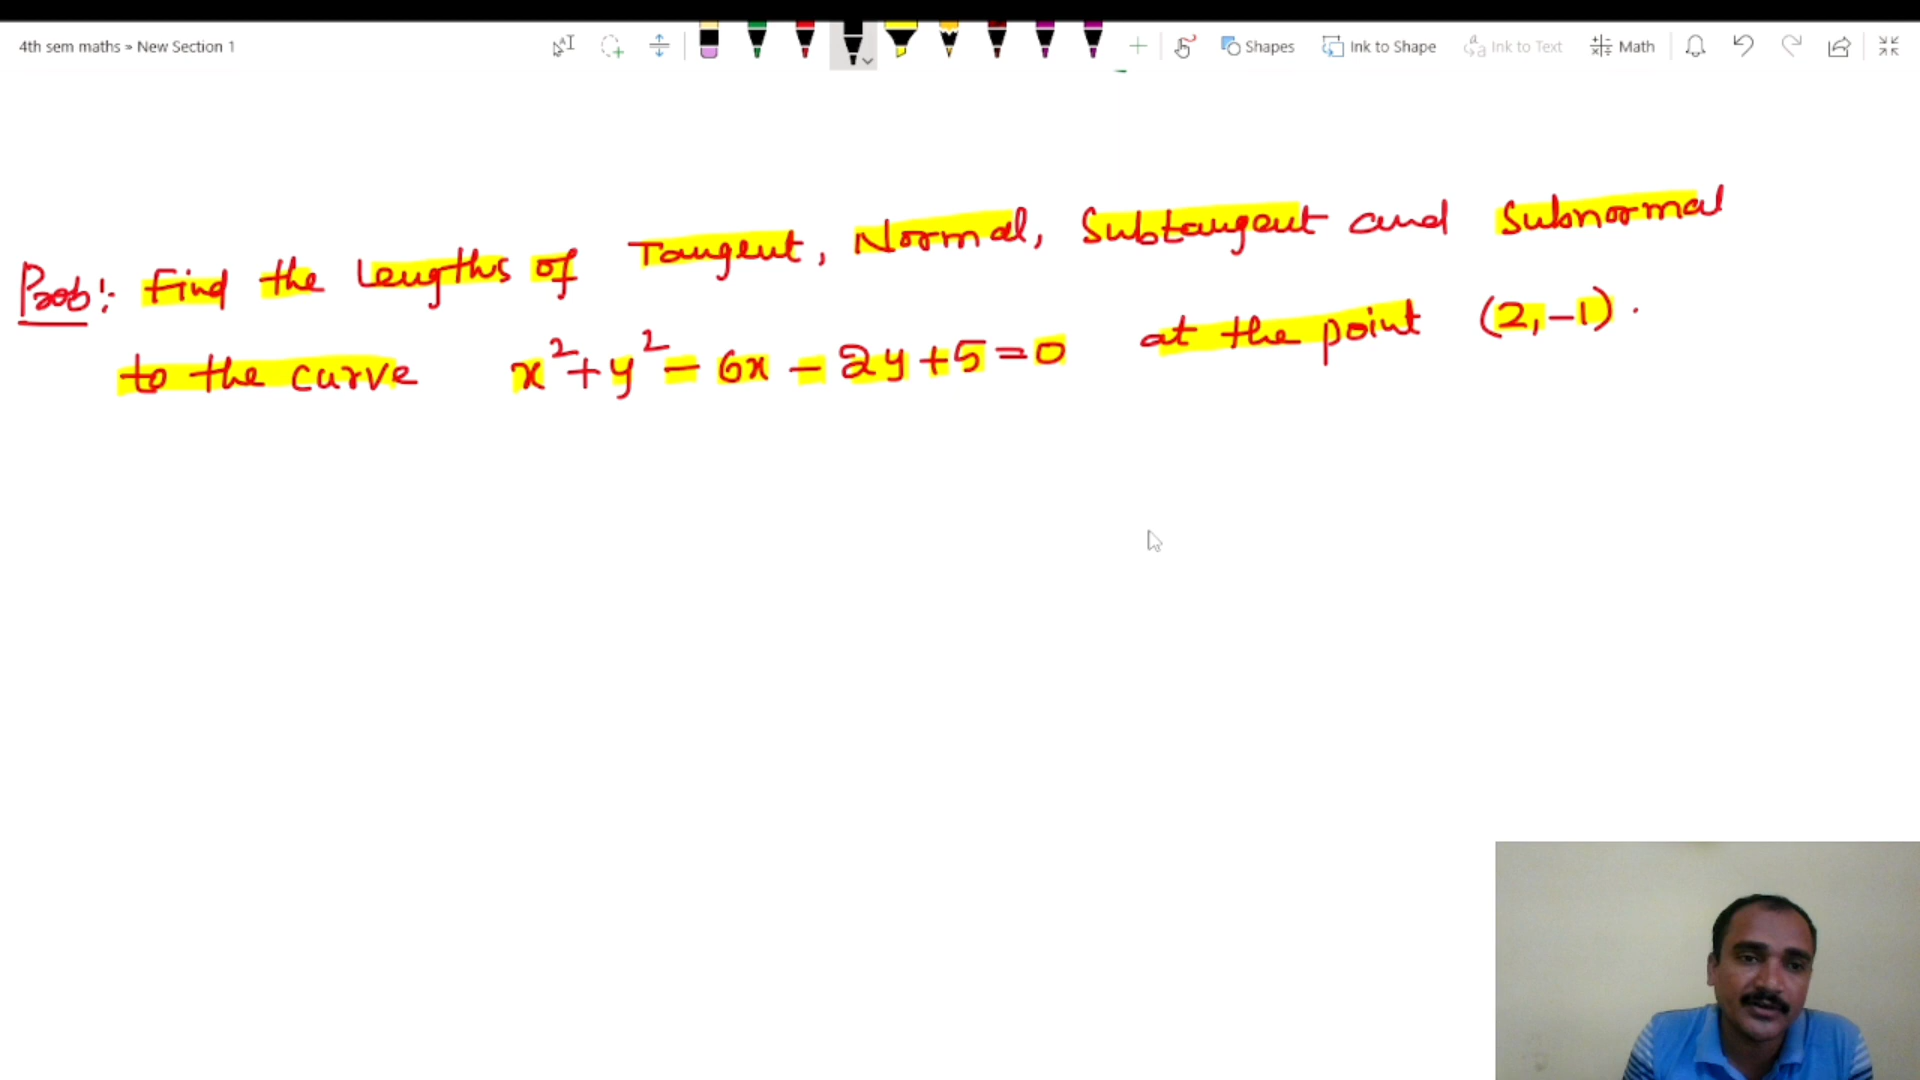 4th sem maths » New Section 1
Shapes
Ink to Shape
Ink to Text
Math
Prob: Find the Lengths of Tangent, Normal, Subtangent and Subnormal
to the curve x²+y²-6x-2y+5=0 at the point (2,-1).